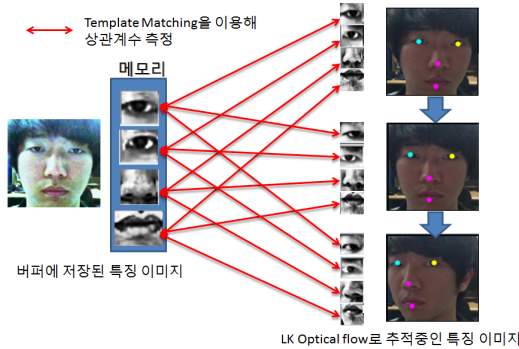 Template Matching을 이용해
상관계수 측정
메모리
버퍼에 저장된 특징 이미지
LK Optical flow로 추적중인 특징 이미지